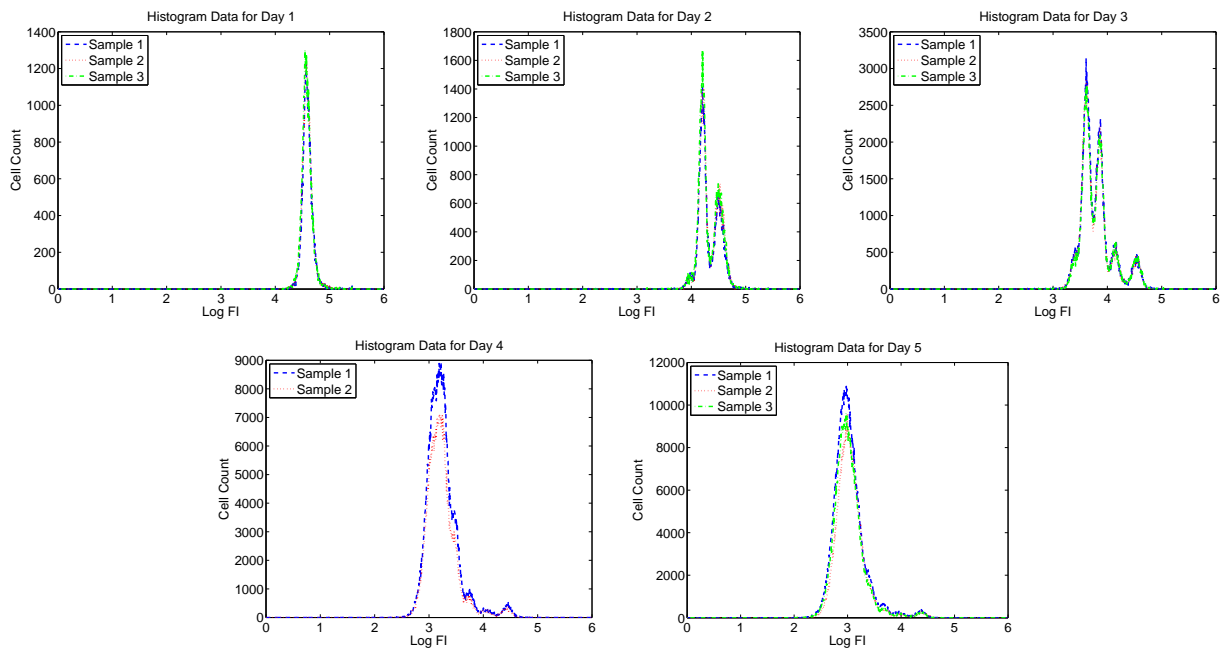 Histogram Data for Day 1
1400
1200
1000
800
600
400
200
0
Cell Count
Sample 1
Sample 2
Sample 3
0 1 2 3 4 5 6
Log FI
Histogram Data for Day 2
1800
1600
1400
1200
1000
800
600
400
200
0
Cell Count
Sample 1
Sample 2
Sample 3
0 1 2 3 4 5 6
Log FI
Histogram Data for Day 3
3500
3000
2500
2000
1500
1000
500
0
Cell Count
Sample 1
Sample 2
Sample 3
0 1 2 3 4 5 6
Log FI
Histogram Data for Day 4
9000
8000
7000
6000
5000
4000
3000
2000
1000
0
Cell Count
Sample 1
Sample 2
0 1 2 3 4 5 6
Log FI
Histogram Data for Day 5
12000
10000
8000
6000
4000
2000
0
Cell Count
Sample 1
Sample 2
Sample 3
0 1 2 3 4 5 6
Log FI